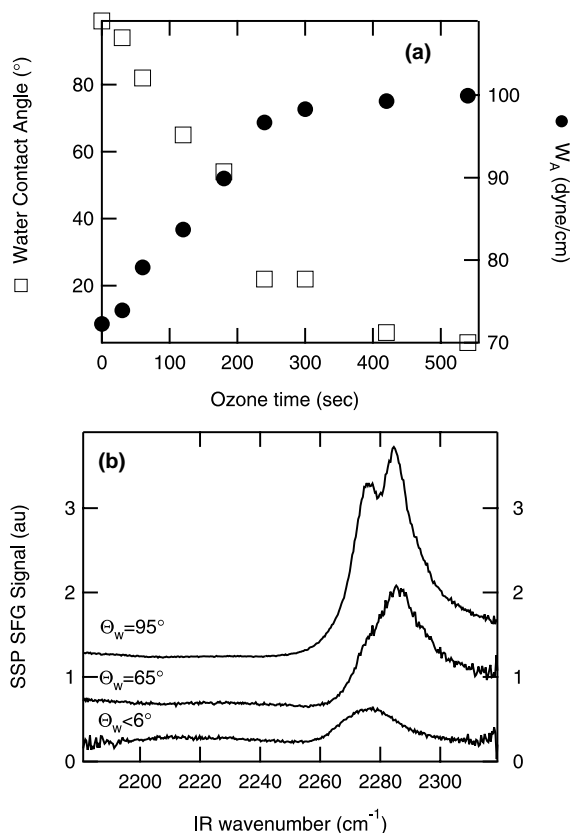 (a)
Water Contact Angle (°)
80
60
40
20
100
90
80
70
W_A (dyne/cm)
0 100 200 300 400 500
Ozone time (sec)
(b)
SSP SFG Signal (au)
3
2
1
0
3
2
1
0
Θ_w=95°
Θ_w=65°
Θ_w<6°
2200 2220 2240 2260 2280 2300
IR wavenumber (cm⁻¹)